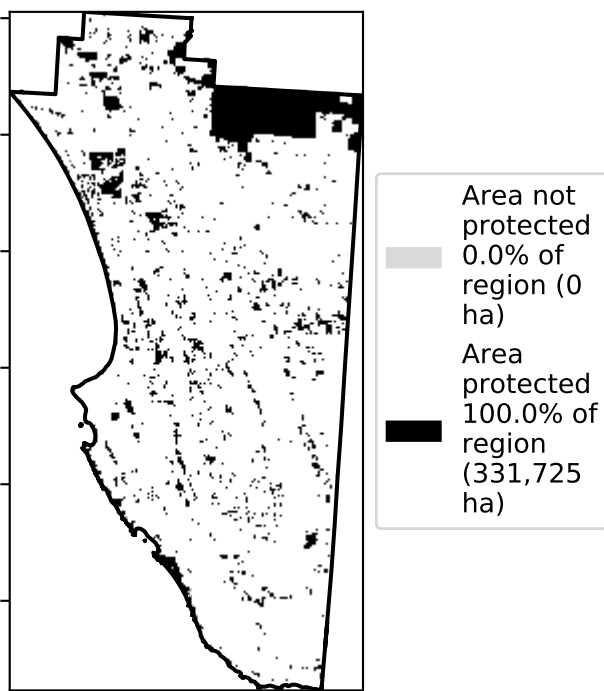 Area not
protected
0.0% of
region (0
ha)
Area
protected
100.0% of
region
(331,725
ha)